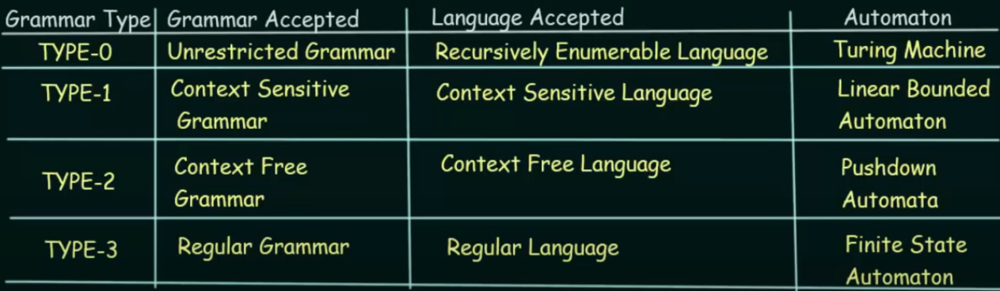 Grammar Type Grammar Accepted Language Accepted Automaton
TYPE-0 Unrestricted Grammar Recursively Enumerable Language Turing Machine
TYPE-1 Context Sensitive Grammar Context Sensitive Language Linear Bounded Automaton
TYPE-2 Context Free Grammar Context Free Language Pushdown Automata
TYPE-3 Regular Grammar Regular Language Finite State Automaton